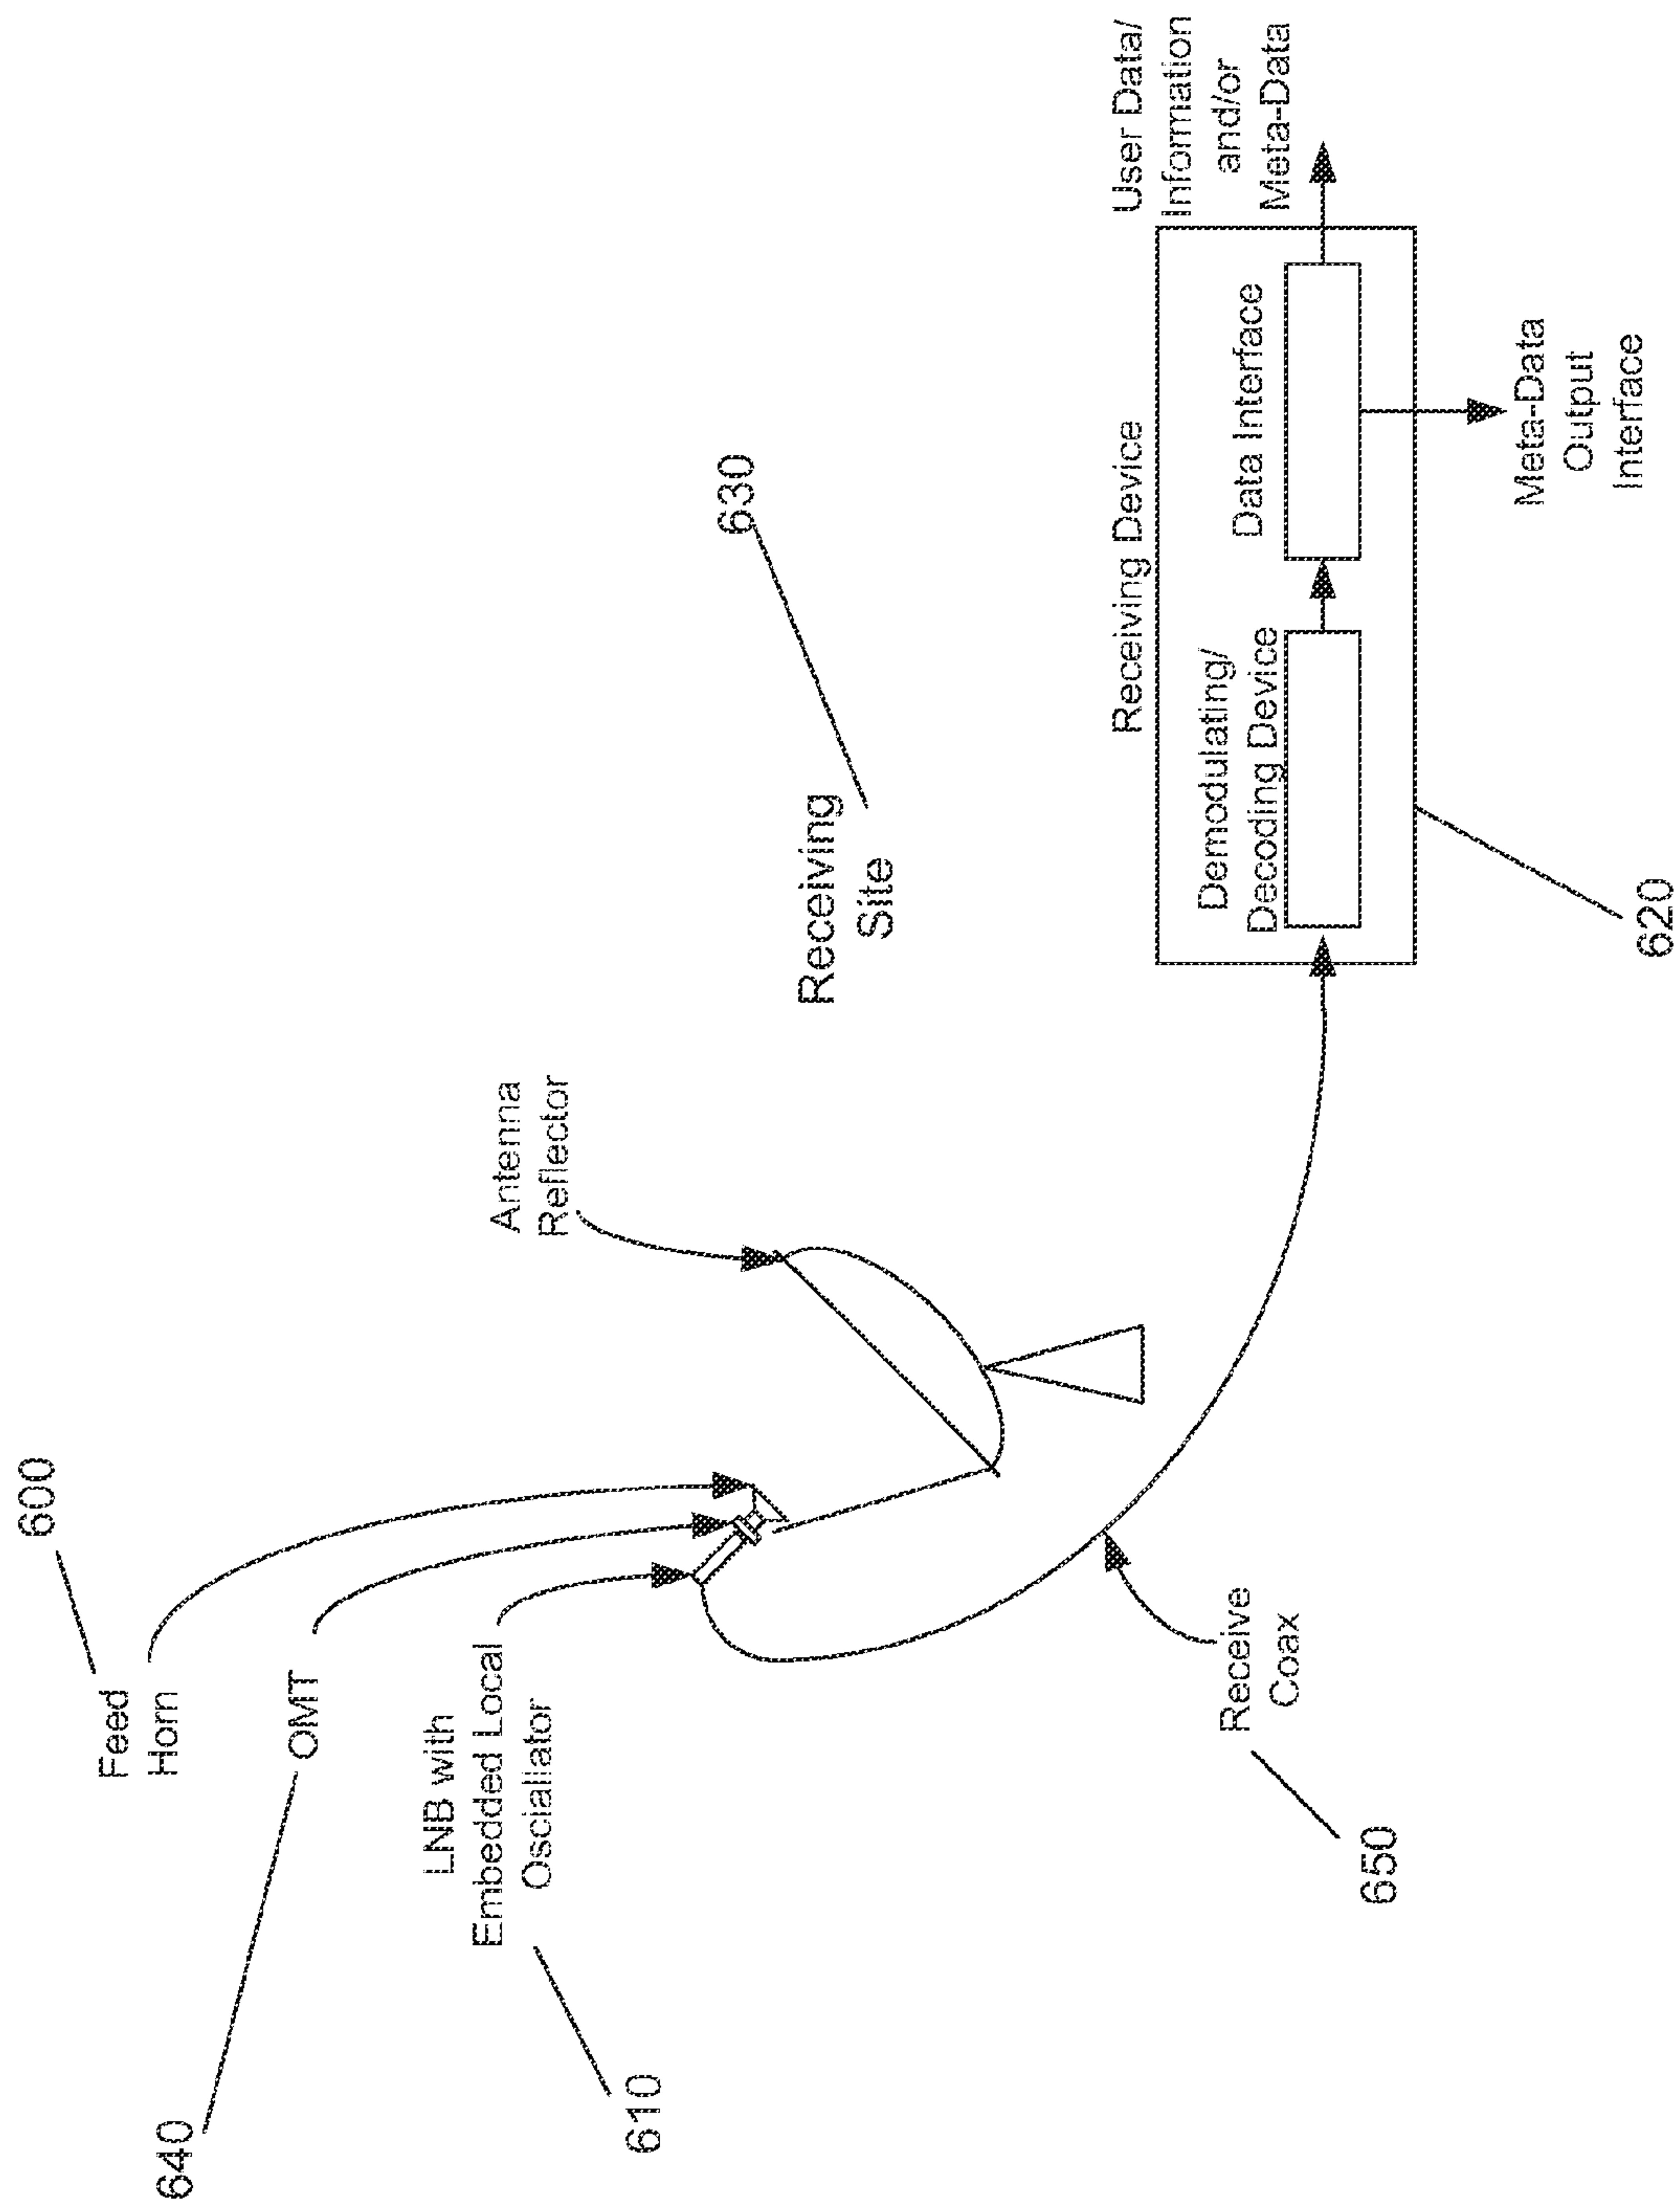 600
Feed
Horn
640
OMT
LNB with
Embedded Local
Osciallator
610
Antenna
Reflector
630
Receiving
Site
Receiving Device
Demodulating/
Decoding Device
Data Interface
User Data/
Information
and/or
Meta-Data
Meta-Data
Output
Interface
620
Receive
Coax
650